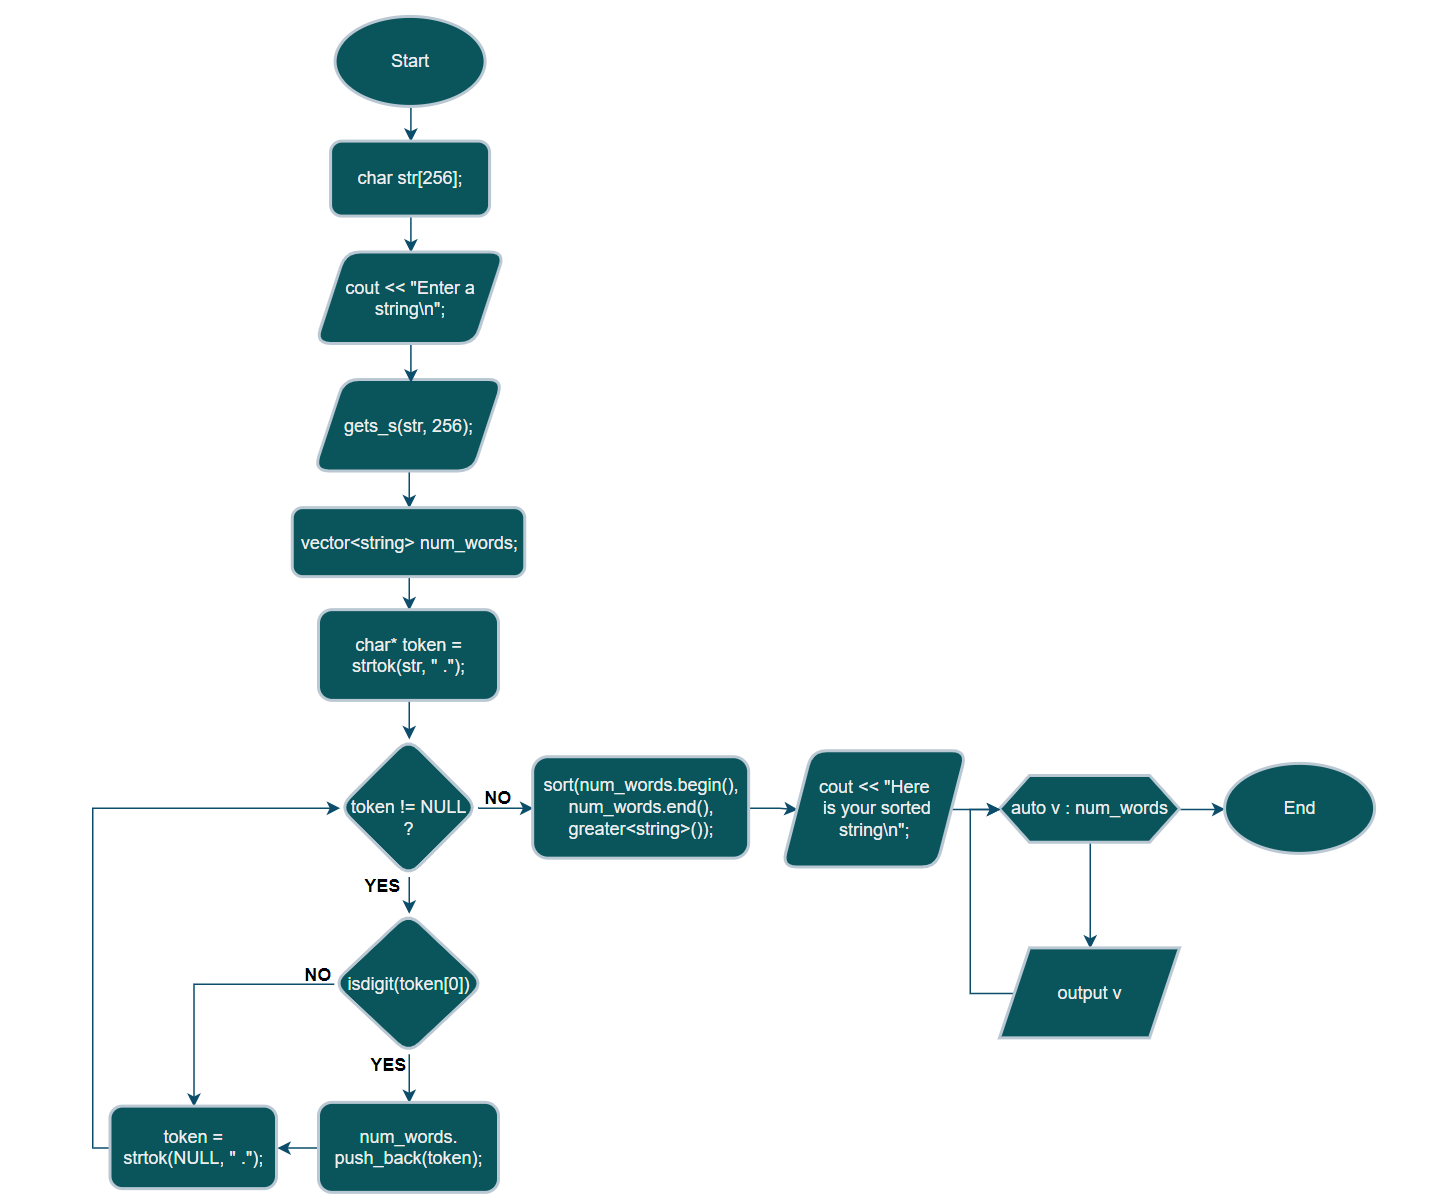 Start
char str[256];
cout << "Enter a
string\n";
gets_s(str, 256);
vector<string> num_words;
char* token =
strtok(str, " .");
token != NULL
?
NO
sort(num_words.begin(),
num_words.end(),
greater<string>());
cout << "Here
is your sorted
string\n";
auto v : num_words
End
YES
isdigit(token[0])
NO
output v
YES
num_words.
push_back(token);
token =
strtok(NULL, " .");